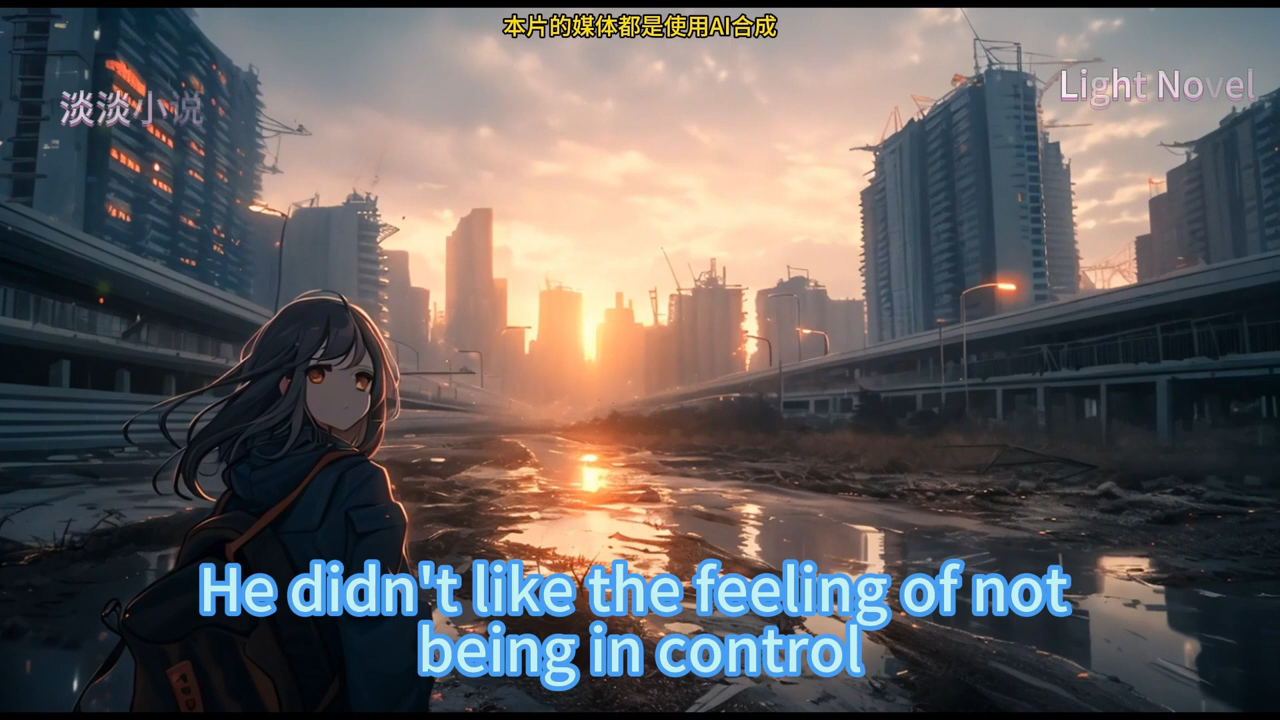 本片的媒体都是使用AI合成
淡淡小说
Light Novel
He didn't like the feeling of not
being in control